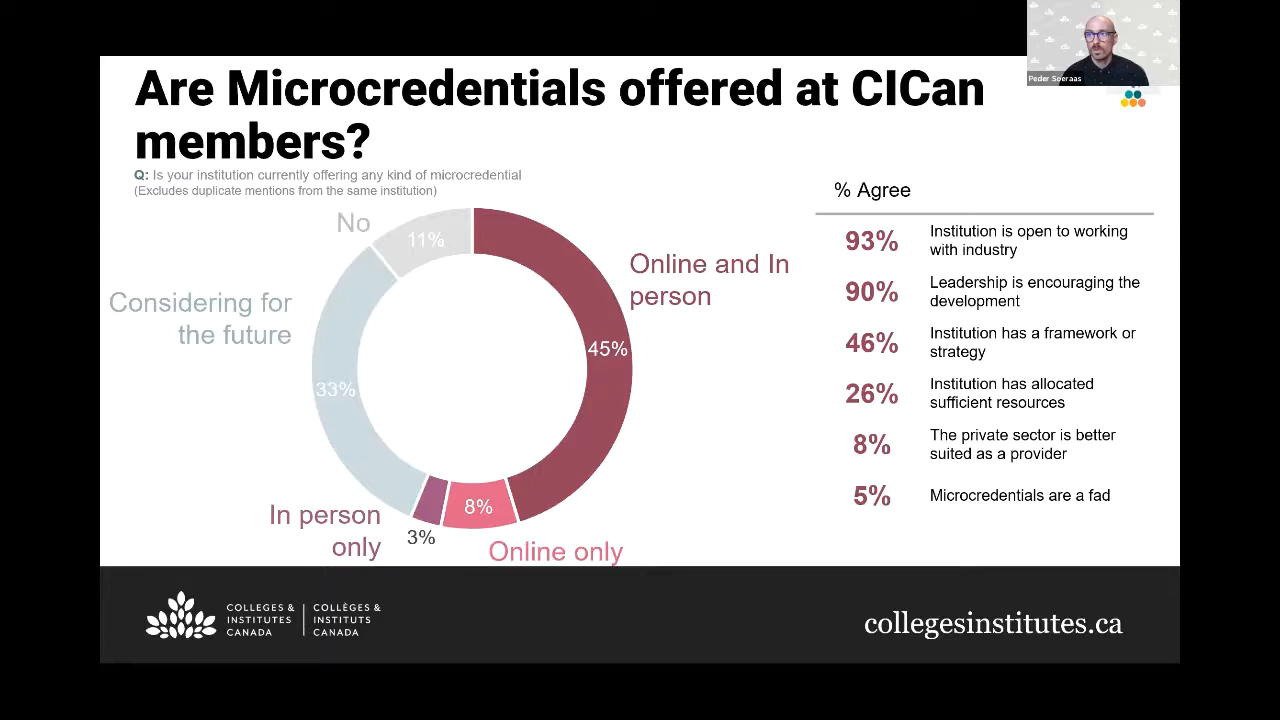 Peder Soeraas
Are Microcredentials offered at CICan
members?
Q: Is your institution currently offering any kind of microcredential
(Excludes duplicate mentions from the same institution)
No
11%
Online and In
person
45%
Considering for
the future
33%
In person
only
3%
8%
Online only
% Agree
93% Institution is open to working
with industry
90% Leadership is encouraging the
development
46% Institution has a framework or
strategy
26% Institution has allocated
sufficient resources
8% The private sector is better
suited as a provider
5% Microcredentials are a fad
COLLEGES &
INSTITUTES
CANADA
COLLÈGES &
INSTITUTS
CANADA
collegesinstitutes.ca